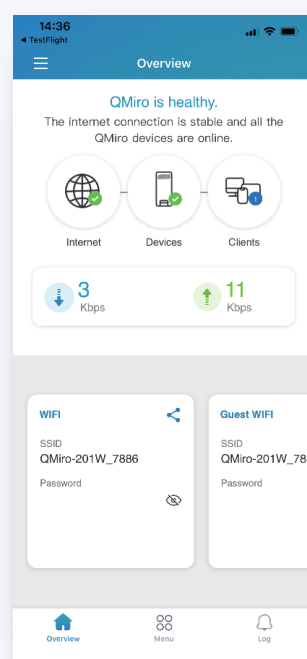 14:36
◀ TestFlight
Overview
QMiro is healthy.
The internet connection is stable and all the
QMiro devices are online.
Internet
Devices
Clients
1
3
Kbps
11
Kbps
WIFI
SSID
QMiro-201W_7886
Password
Guest WIFI
SSID
QMiro-201W_78
Password
Overview
Menu
Log